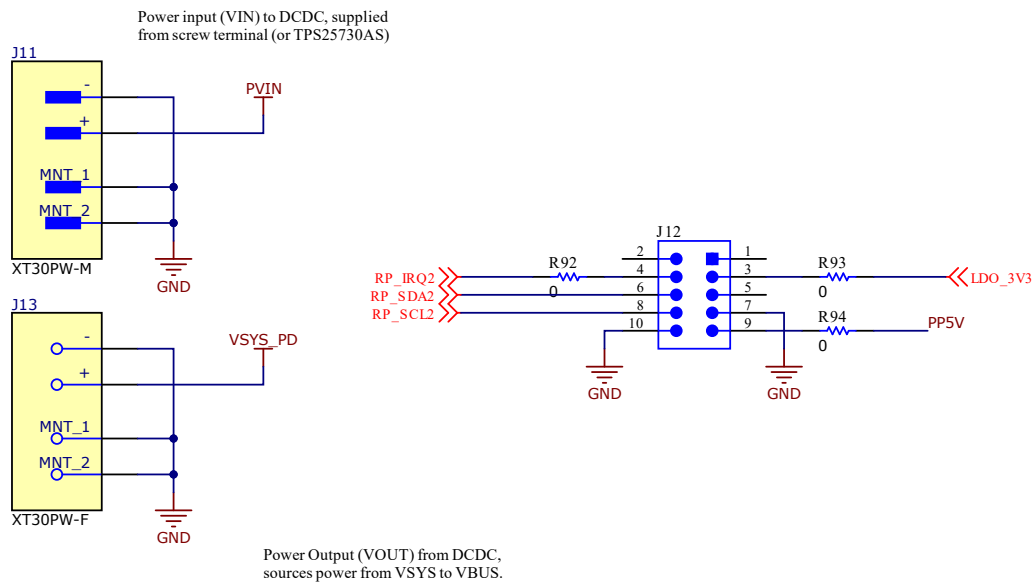 Power input (VIN) to DCDC, supplied
from screw terminal (or TPS25730AS)
J11
-
+
MNT_1
MNT_2
XT30PW-M
PVIN
GND
J13
-
+
MNT_1
MNT_2
XT30PW-F
VSYS_PD
GND
Power Output (VOUT) from DCDC,
sources power from VSYS to VBUS.
J12
2 1
RP_IRQ2 R92 0 4 3 R93 0 LDO_3V3
RP_SDA2 6 5
RP_SCL2 8 7
10 9 R94 0 PP5V
GND GND